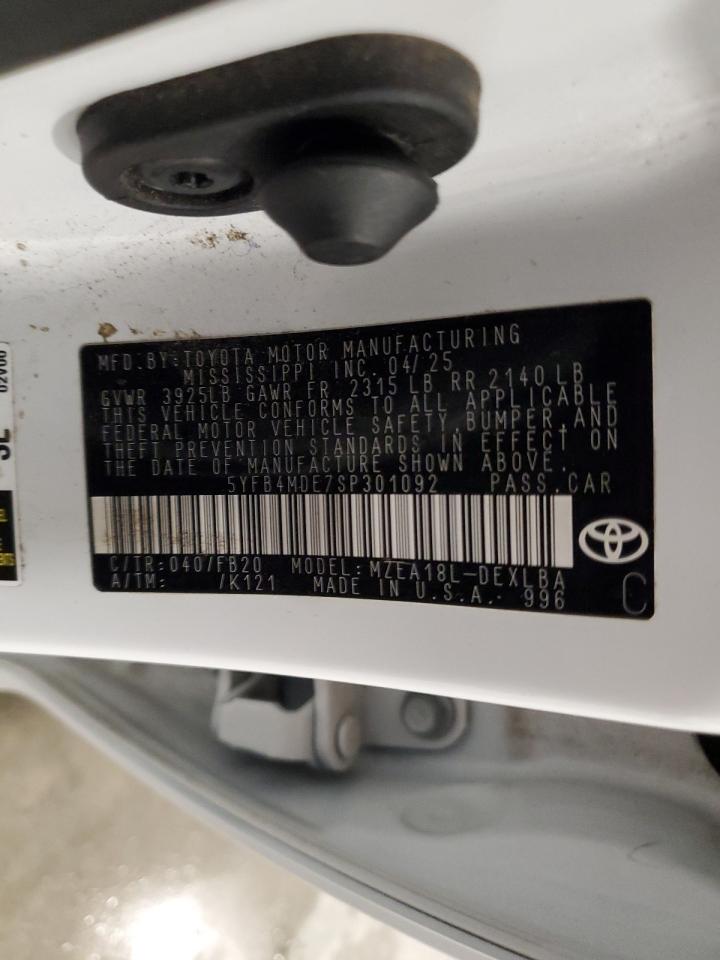 MFD.BY:TOYOTA MOTOR MANUFACTURING
MISSISSIPPI INC. 04/25
GVWR 3925LB GAWR FR 2315 LB RR 2140 LB
THIS VEHICLE CONFORMS TO ALL APPLICABLE
FEDERAL MOTOR VEHICLE SAFETY,BUMPER,AND
THEFT PREVENTION STANDARDS IN EFFECT ON
THE DATE OF MANUFACTURE SHOWN ABOVE.
5YFB4MDE7SP301092 PASS.CAR
C/TR: 040/FB20 MODEL: MZEA18L-DEXLBA
A/TM: /K121 MADE IN U.S.A. 996
C